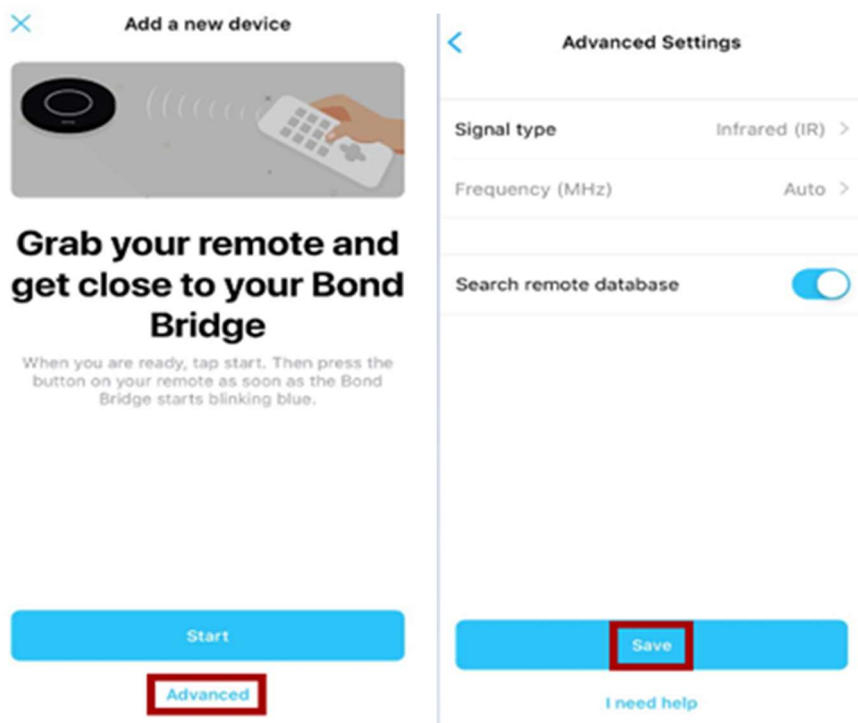 Add a new device
Grab your remote and
get close to your Bond
Bridge
When you are ready, tap start. Then press the
button on your remote as soon as the Bond
Bridge starts blinking blue.
Start
Advanced
Advanced Settings
Signal type Infrared (IR)
Frequency (MHz) Auto
Search remote database
Save
I need help